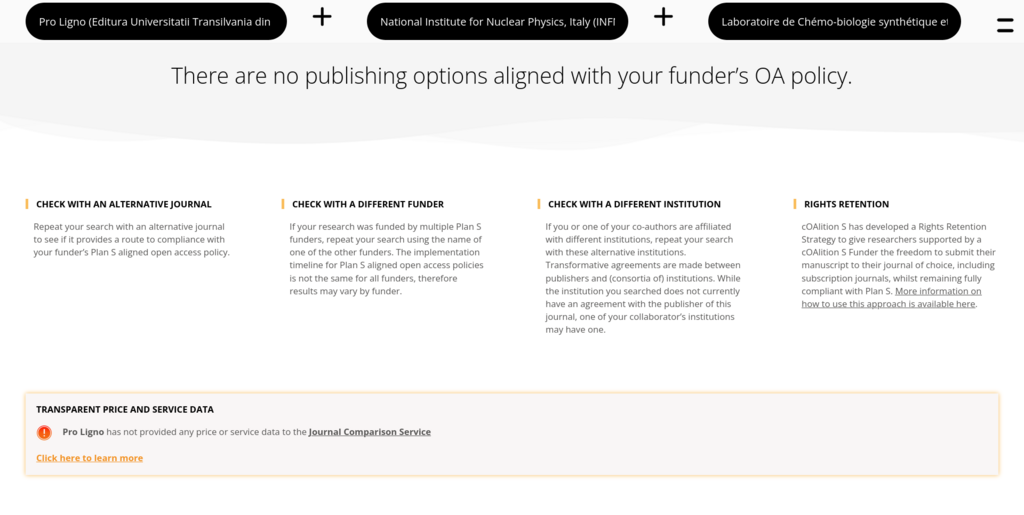 Pro Ligno (Editura Universitatii Transilvania din
National Institute for Nuclear Physics, Italy (INFI
Laboratoire de Chémo-biologie synthétique et
There are no publishing options aligned with your funder's OA policy.
CHECK WITH AN ALTERNATIVE JOURNAL
Repeat your search with an alternative journal
to see if it provides a route to compliance with
your funder's Plan S aligned open access policy.
CHECK WITH A DIFFERENT FUNDER
If your research was funded by multiple Plan S
funders, repeat your search using the name of
one of the other funders. The implementation
timeline for Plan S aligned open access policies
is not the same for all funders, therefore
results may vary by funder.
CHECK WITH A DIFFERENT INSTITUTION
If you or one of your co-authors are affiliated
with different institutions, repeat your search
with these alternative institutions.
Transformative agreements are made between
publishers and (consortia of) institutions. While
the institution you searched does not currently
have an agreement with the publisher of this
journal, one of your collaborator's institutions
may have one.
RIGHTS RETENTION
cOAlition S has developed a Rights Retention
Strategy to give researchers supported by a
cOAlition S Funder the freedom to submit their
manuscript to their journal of choice, including
subscription journals, whilst remaining fully
compliant with Plan S. More information on
how to use this approach is available here.
TRANSPARENT PRICE AND SERVICE DATA
Pro Ligno has not provided any price or service data to the Journal Comparison Service
Click here to learn more